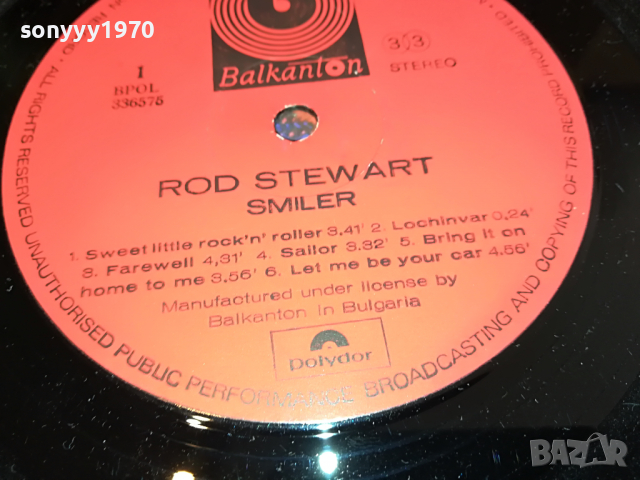 sonyyy1970
Balkanton
1
BPOL
336575
33
STEREO
ROD STEWART
SMILER
1. Sweet little rock'n' roller 3.41' 2. Lochinvar 0.24'
3. Farewell 4,31' 4. Sailor 3.32' 5. Bring it on
home to me 3.56' 6. Let me be your car 4.56'
Manufactured under license by
Balkanton in Bulgaria
Polydor
ALL RIGHTS RESERVED UNAUTHORISED PUBLIC PERFORMANCE BROADCASTING AND COPYING OF THIS RECORD PROHIBITED
BAZAR